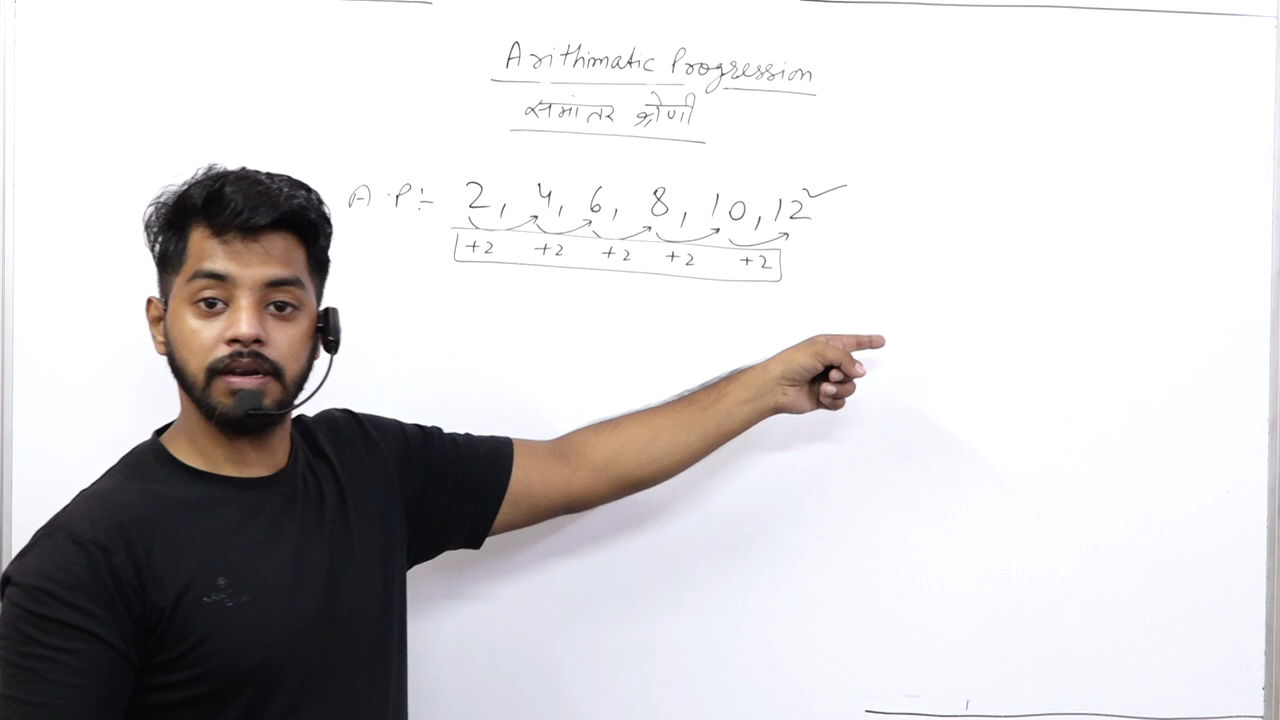 Arithimatic Progression
समांतर श्रेणी
A.P:- 2, 4, 6, 8, 10, 12 ✓
+2 +2 +2 +2 +2